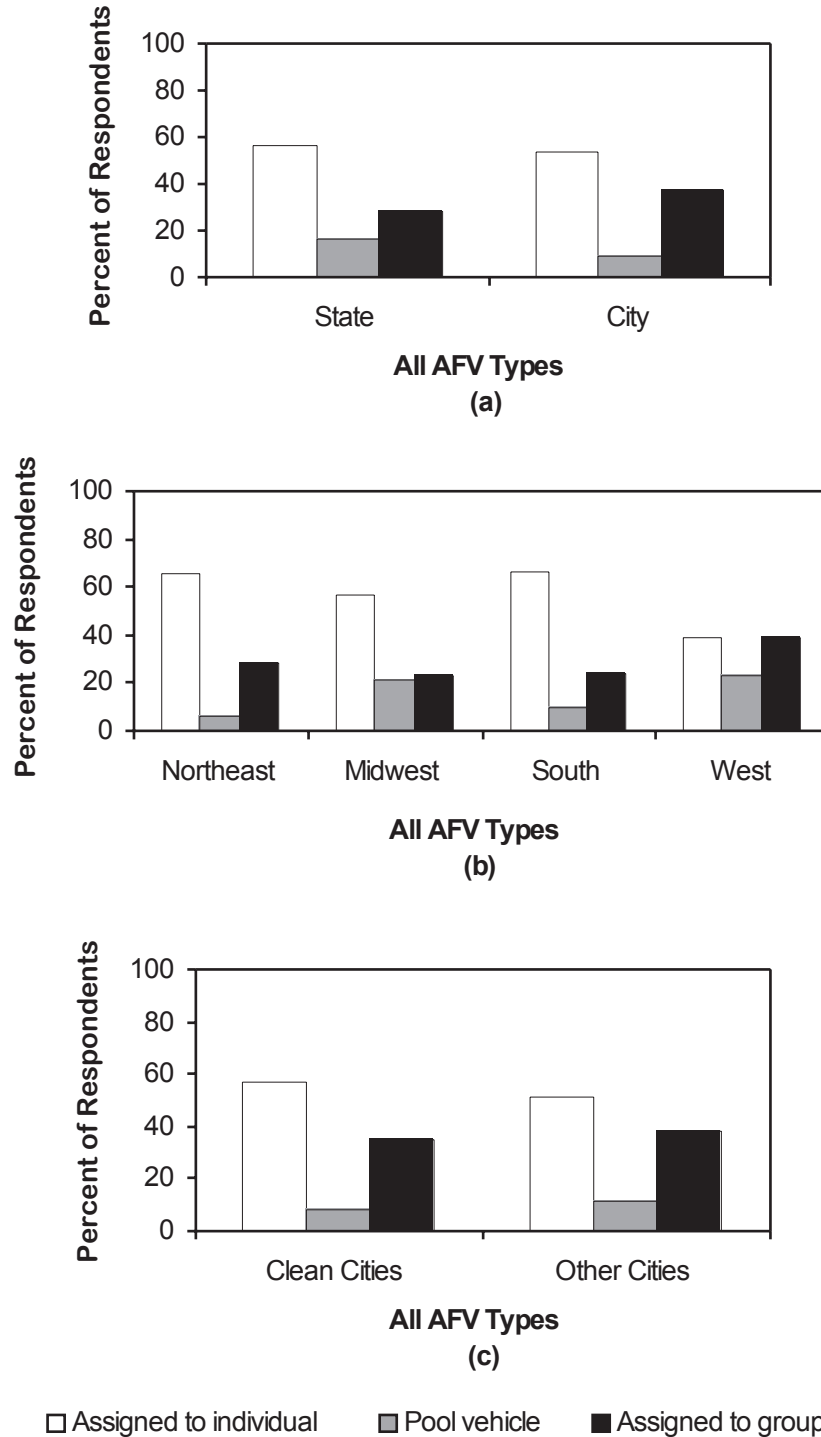 Percent of Respondents
100
80
60
40
20
0
State City
All AFV Types
(a)
Percent of Respondents
100
80
60
40
20
0
Northeast Midwest South West
All AFV Types
(b)
Percent of Respondents
100
80
60
40
20
0
Clean Cities Other Cities
All AFV Types
(c)
Assigned to individual Pool vehicle Assigned to group